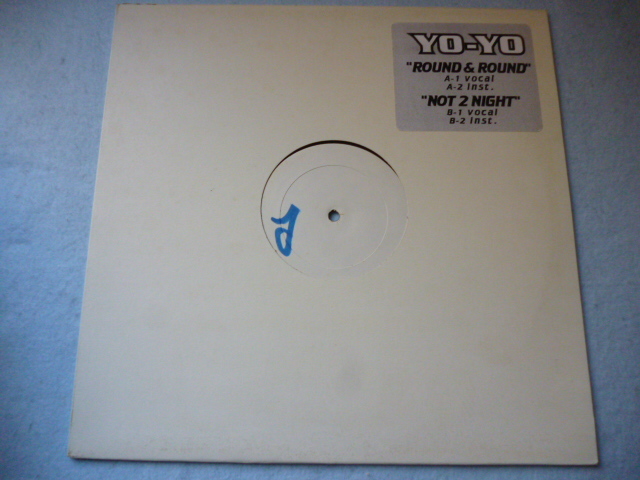 YO-YO
"ROUND & ROUND"
A-1 vocal
A-2 Inst.
"NOT 2 NIGHT"
B-1 vocal
B-2 Inst.